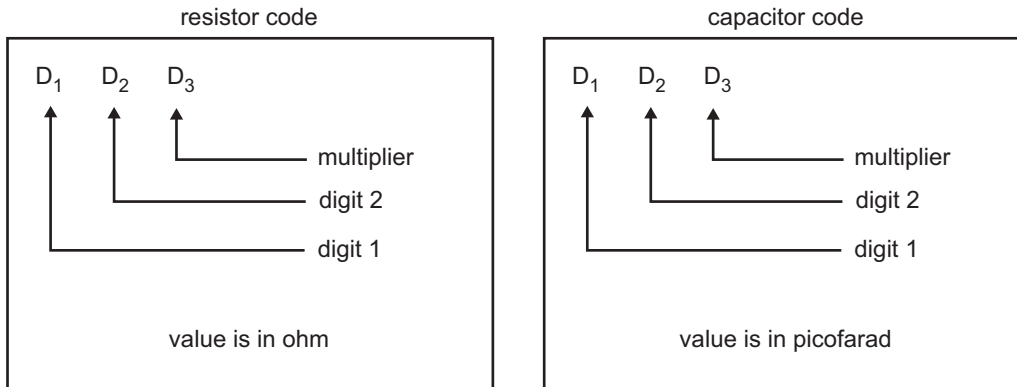 resistor code
D1 D2 D3
multiplier
digit 2
digit 1
value is in ohm
capacitor code
D1 D2 D3
multiplier
digit 2
digit 1
value is in picofarad